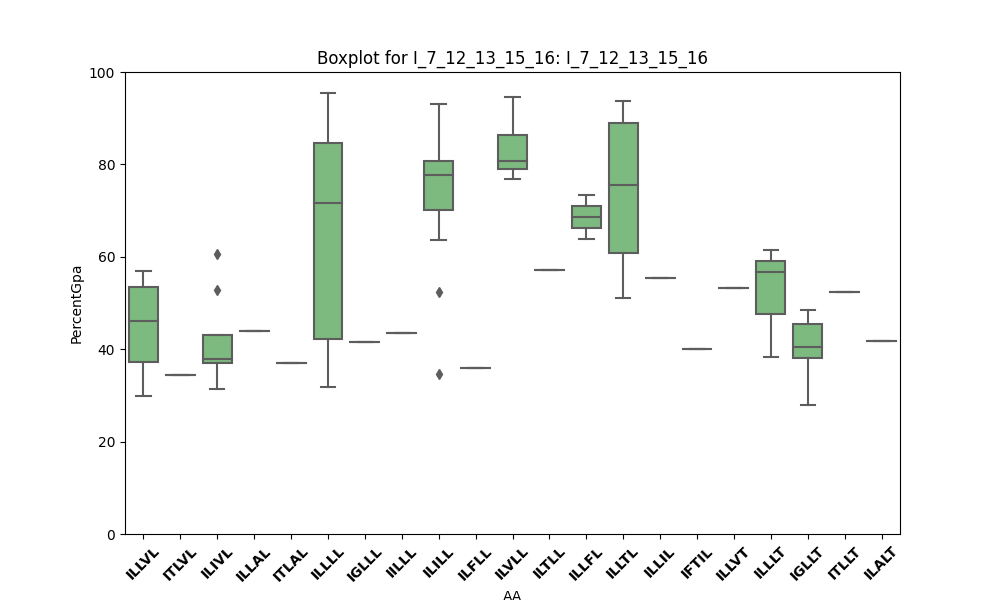 Boxplot for I_7_12_13_15_16: I_7_12_13_15_16
100
80
60
40
20
0
PercentGpa
ILLVL ITLVL ILIVL ILLAL ITLAL ILLLL IGLLL IILLL ILILL ILFLL ILVLL ILTLL ILLFL ILLTL ILLIL IFTIL ILLVT ILLLT IGLLT ITLLT ILALT
AA